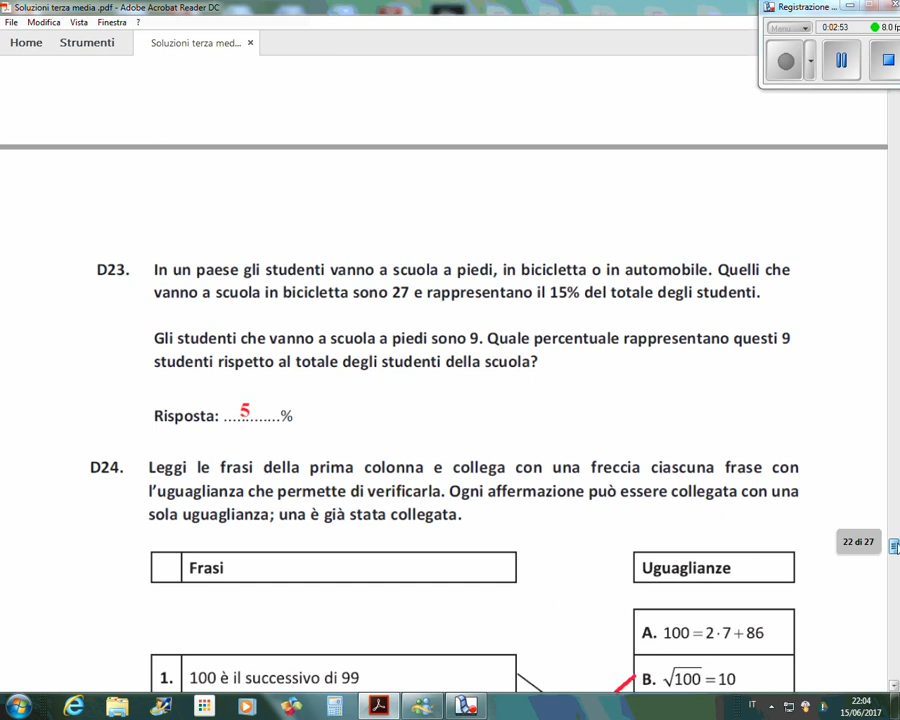 Soluzioni terza media .pdf - Adobe Acrobat Reader DC
Registrazione ...
File Modifica Vista Finestra ?
Menu
0:02:53
8.0 fp
Home Strumenti Soluzioni terza med... ×
D23. In un paese gli studenti vanno a scuola a piedi, in bicicletta o in automobile. Quelli che
vanno a scuola in bicicletta sono 27 e rappresentano il 15% del totale degli studenti.
Gli studenti che vanno a scuola a piedi sono 9. Quale percentuale rappresentano questi 9
studenti rispetto al totale degli studenti della scuola?
Risposta: ....5........%
D24. Leggi le frasi della prima colonna e collega con una freccia ciascuna frase con
l'uguaglianza che permette di verificarla. Ogni affermazione può essere collegata con una
sola uguaglianza; una è già stata collegata.
22 di 27
Frasi
Uguaglianze
A. 100 = 2 · 7 + 86
1. 100 è il successivo di 99
B. √100 = 10
IT
22:04
15/06/2017